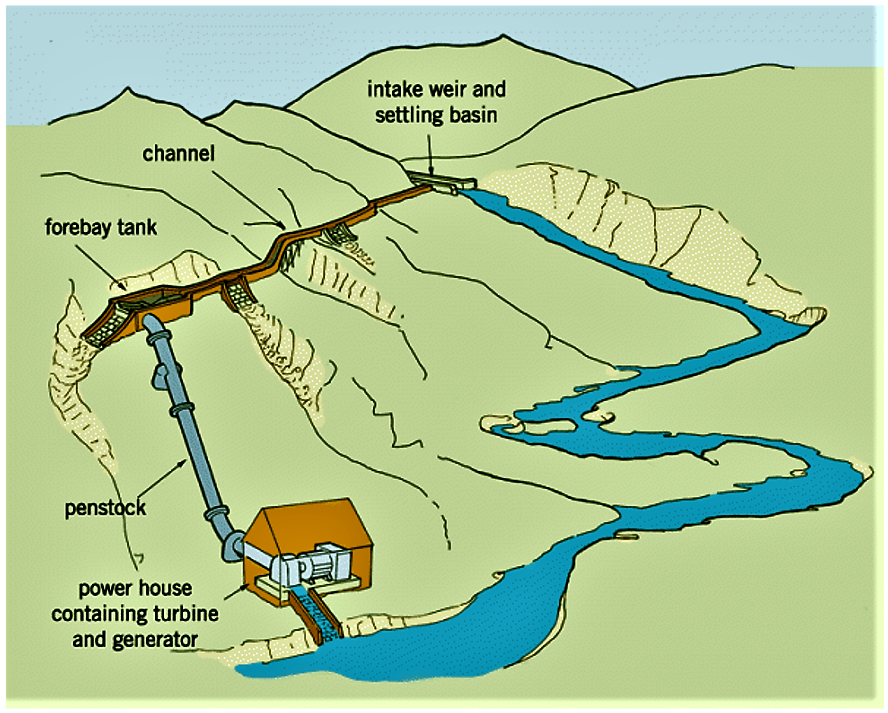 intake weir and
settling basin
channel
forebay tank
penstock
power house
containing turbine
and generator